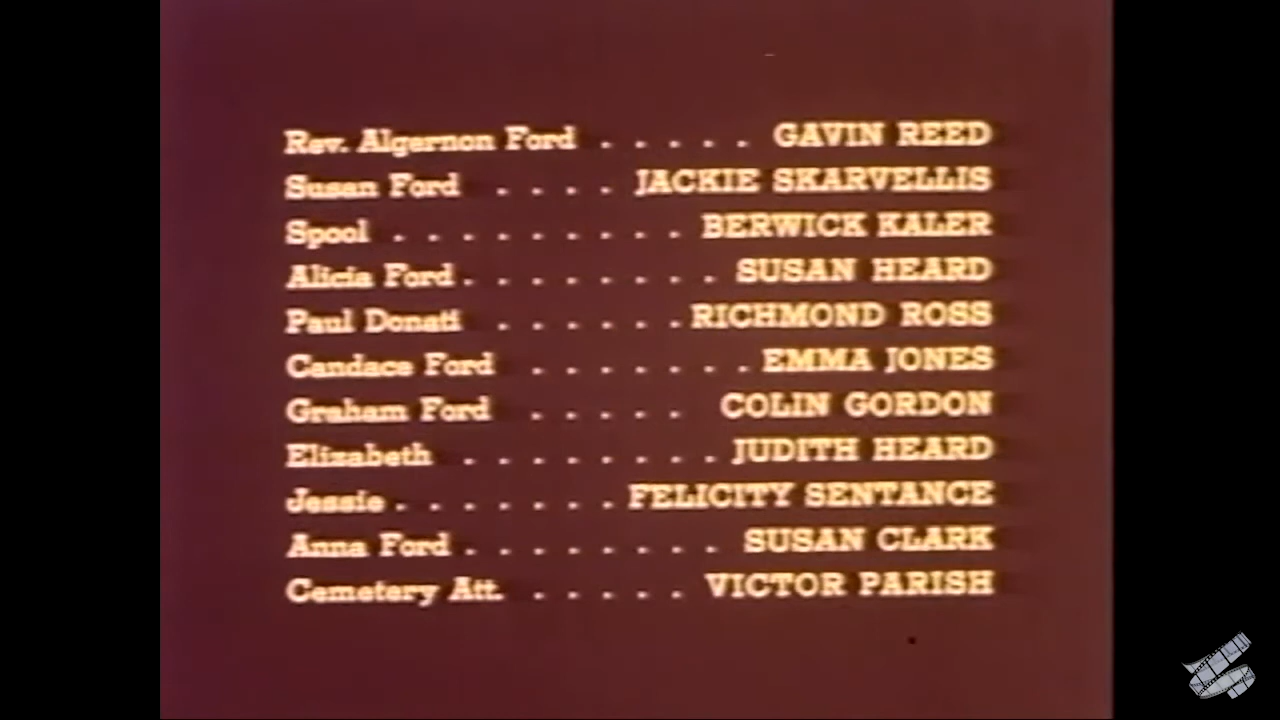 Rev. Algernon Ford . . . . . GAVIN REED
Susan Ford . . . . JACKIE SKARVELLIS
Spool . . . . . . . . . BERWICK KALER
Alicia Ford . . . . . . . . SUSAN HEARD
Paul Donati . . . . . . RICHMOND ROSS
Candace Ford . . . . . . . EMMA JONES
Graham Ford . . . . . COLIN GORDON
Elizabeth . . . . . . . . JUDITH HEARD
Jessie . . . . . . . FELICITY SENTANCE
Anna Ford . . . . . . . . SUSAN CLARK
Cemetery Att. . . . . . VICTOR PARISH